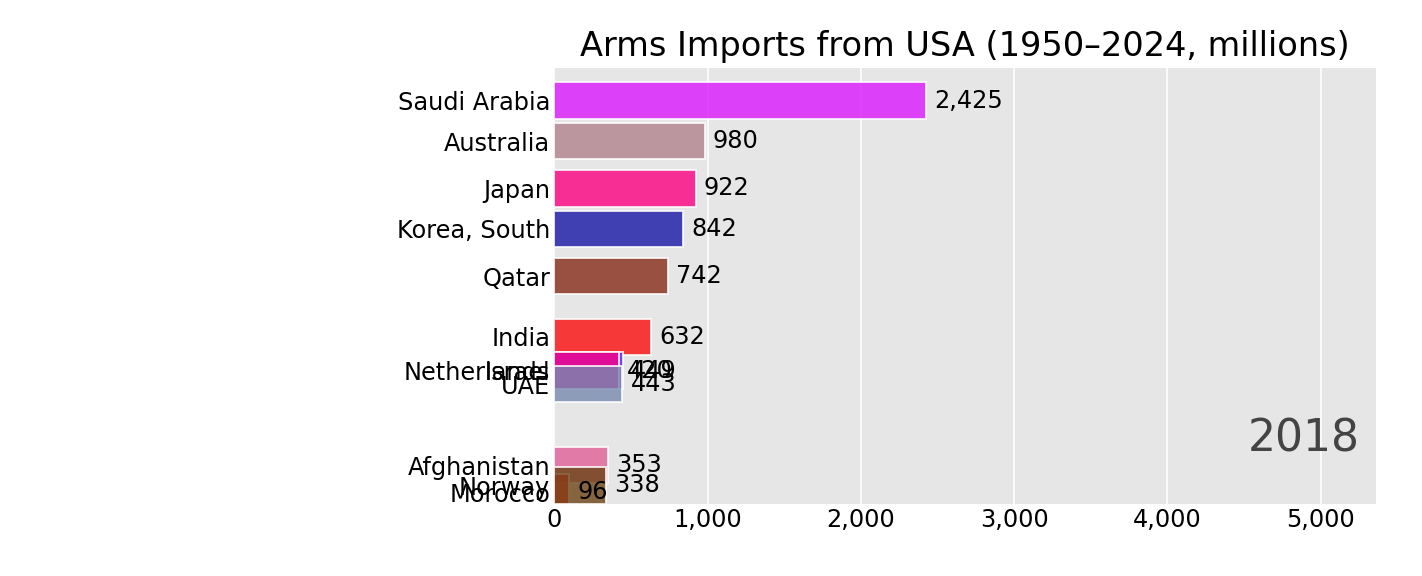 Arms Imports from USA (1950–2024, millions)
Saudi Arabia 2,425
Australia 980
Japan 922
Korea, South 842
Qatar 742
India 632
Netherlands 449
Israel 420
UAE 443
2018
Afghanistan 353
Norway 338
Morocco 96
0 1,000 2,000 3,000 4,000 5,000